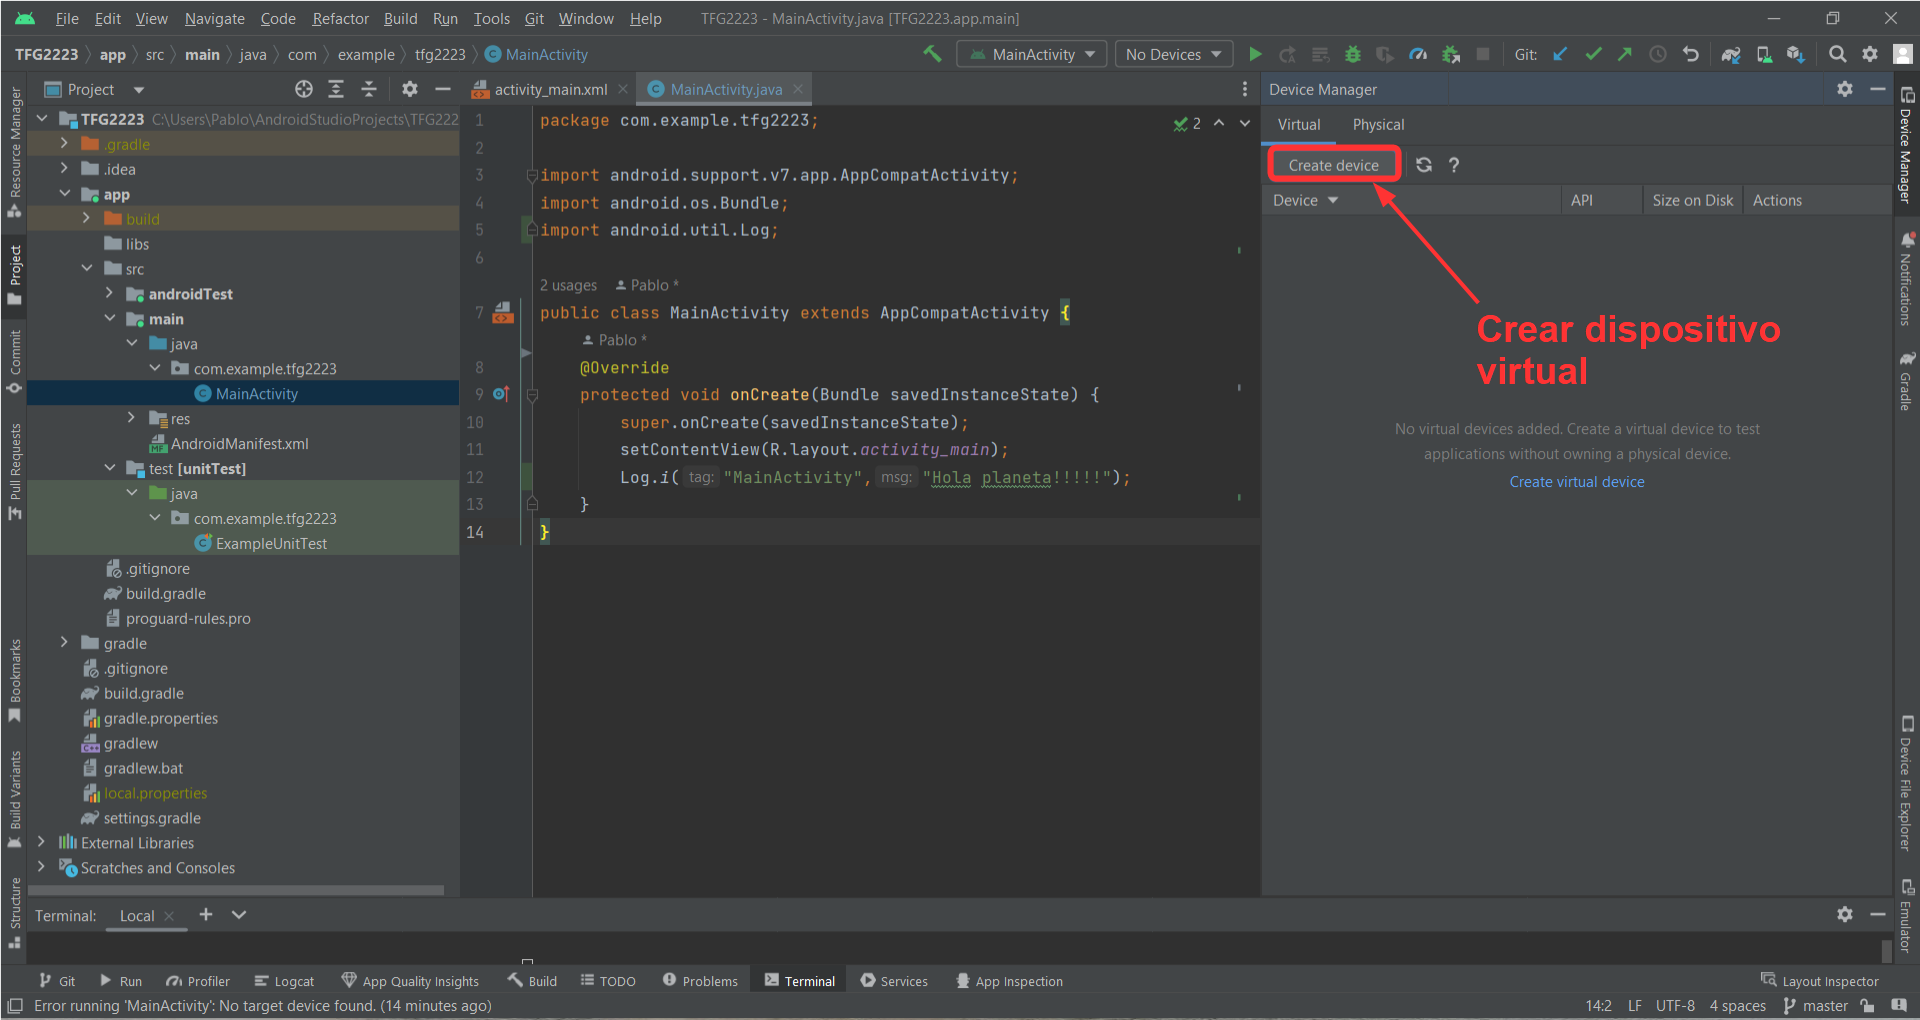 File Edit View Navigate Code Refactor Build Run Tools Git Window Help TFG2223 - MainActivity.java [TFG2223.app.main]
TFG2223 app src main java com example tfg2223 MainActivity MainActivity No Devices Git:
Project
activity_main.xml
MainActivity.java
Device Manager
TFG2223 C:\Users\Pablo\AndroidStudioProjects\TFG222
.gradle
.idea
app
build
libs
src
androidTest
main
java
com.example.tfg2223
MainActivity
res
AndroidManifest.xml
test [unitTest]
java
com.example.tfg2223
ExampleUnitTest
.gitignore
build.gradle
proguard-rules.pro
gradle
.gitignore
build.gradle
gradle.properties
gradlew
gradlew.bat
local.properties
settings.gradle
External Libraries
Scratches and Consoles
1 package com.example.tfg2223;
2
2
3 import android.support.v7.app.AppCompatActivity;
4 import android.os.Bundle;
5 import android.util.Log;
6
2 usages Pablo *
7 public class MainActivity extends AppCompatActivity {
Pablo *
8 @Override
9 protected void onCreate(Bundle savedInstanceState) {
10 super.onCreate(savedInstanceState);
11 setContentView(R.layout.activity_main);
12 Log.i( tag: "MainActivity", msg: "Hola planeta!!!!!");
13 }
14 }
Virtual Physical
Create device ?
Device API Size on Disk Actions
Crear dispositivo
virtual
No virtual devices added. Create a virtual device to test
applications without owning a physical device.
Create virtual device
Resource Manager
Project
Commit
Pull Requests
Bookmarks
Build Variants
Structure
Device Manager
Notifications
Gradle
Device File Explorer
Emulator
Terminal: Local
Git Run Profiler Logcat App Quality Insights Build TODO Problems Terminal Services App Inspection Layout Inspector
Error running 'MainActivity': No target device found. (14 minutes ago) 14:2 LF UTF-8 4 spaces master